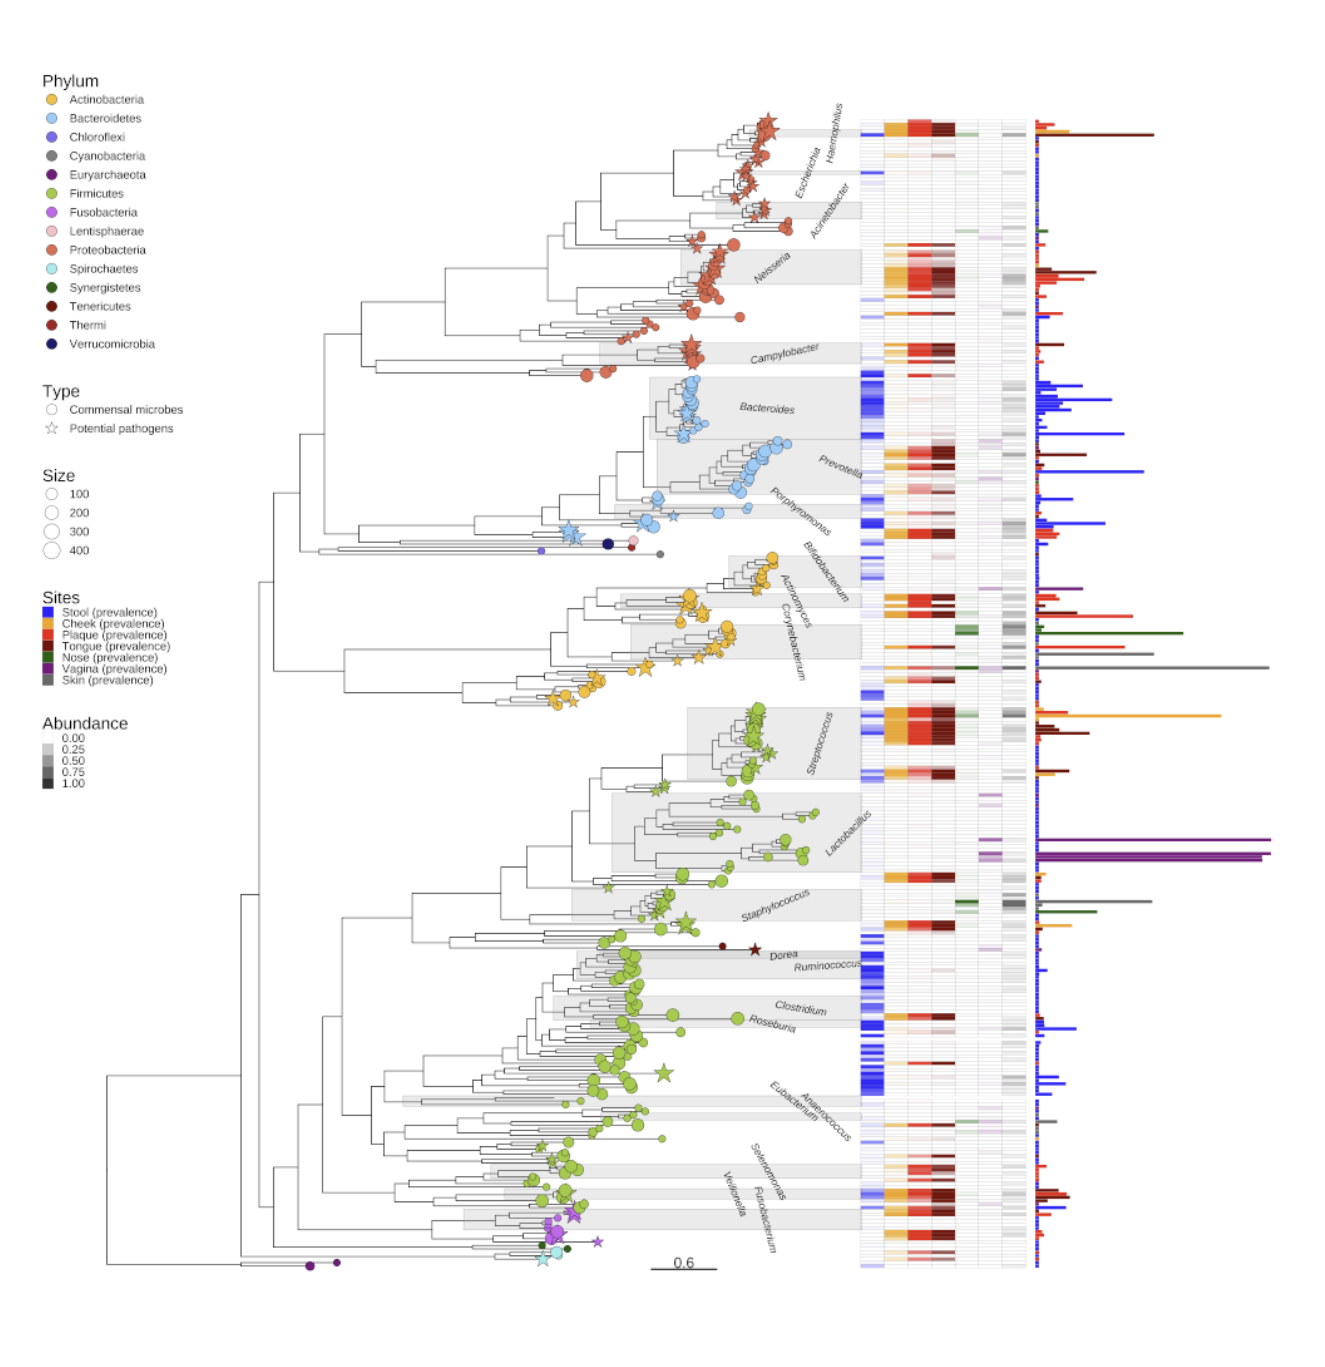 Phylum
Actinobacteria
Bacteroidetes
Chloroflexi
Cyanobacteria
Euryarchaeota
Firmicutes
Fusobacteria
Lentisphaerae
Proteobacteria
Spirochaetes
Synergistetes
Tenericutes
Thermi
Verrucomicrobia
Type
Commensal microbes
Potential pathogens
Size
100
200
300
400
Sites
Stool (prevalence)
Cheek (prevalence)
Plaque (prevalence)
Tongue (prevalence)
Nose (prevalence)
Vagina (prevalence)
Skin (prevalence)
Abundance
0.00
0.25
0.50
0.75
1.00
Haemophilus
Escherichia
Acinetobacter
Neisseria
Campylobacter
Bacteroides
Prevotella
Porphyromonas
Bifidobacterium
Actinomyces
Corynebacterium
Streptococcus
Lactobacillus
Staphylococcus
Dorea
Ruminococcus
Clostridium
Roseburia
Anaerococcus
Eubacterium
Selenomonas
Veillonella
Fusobacterium
0.6